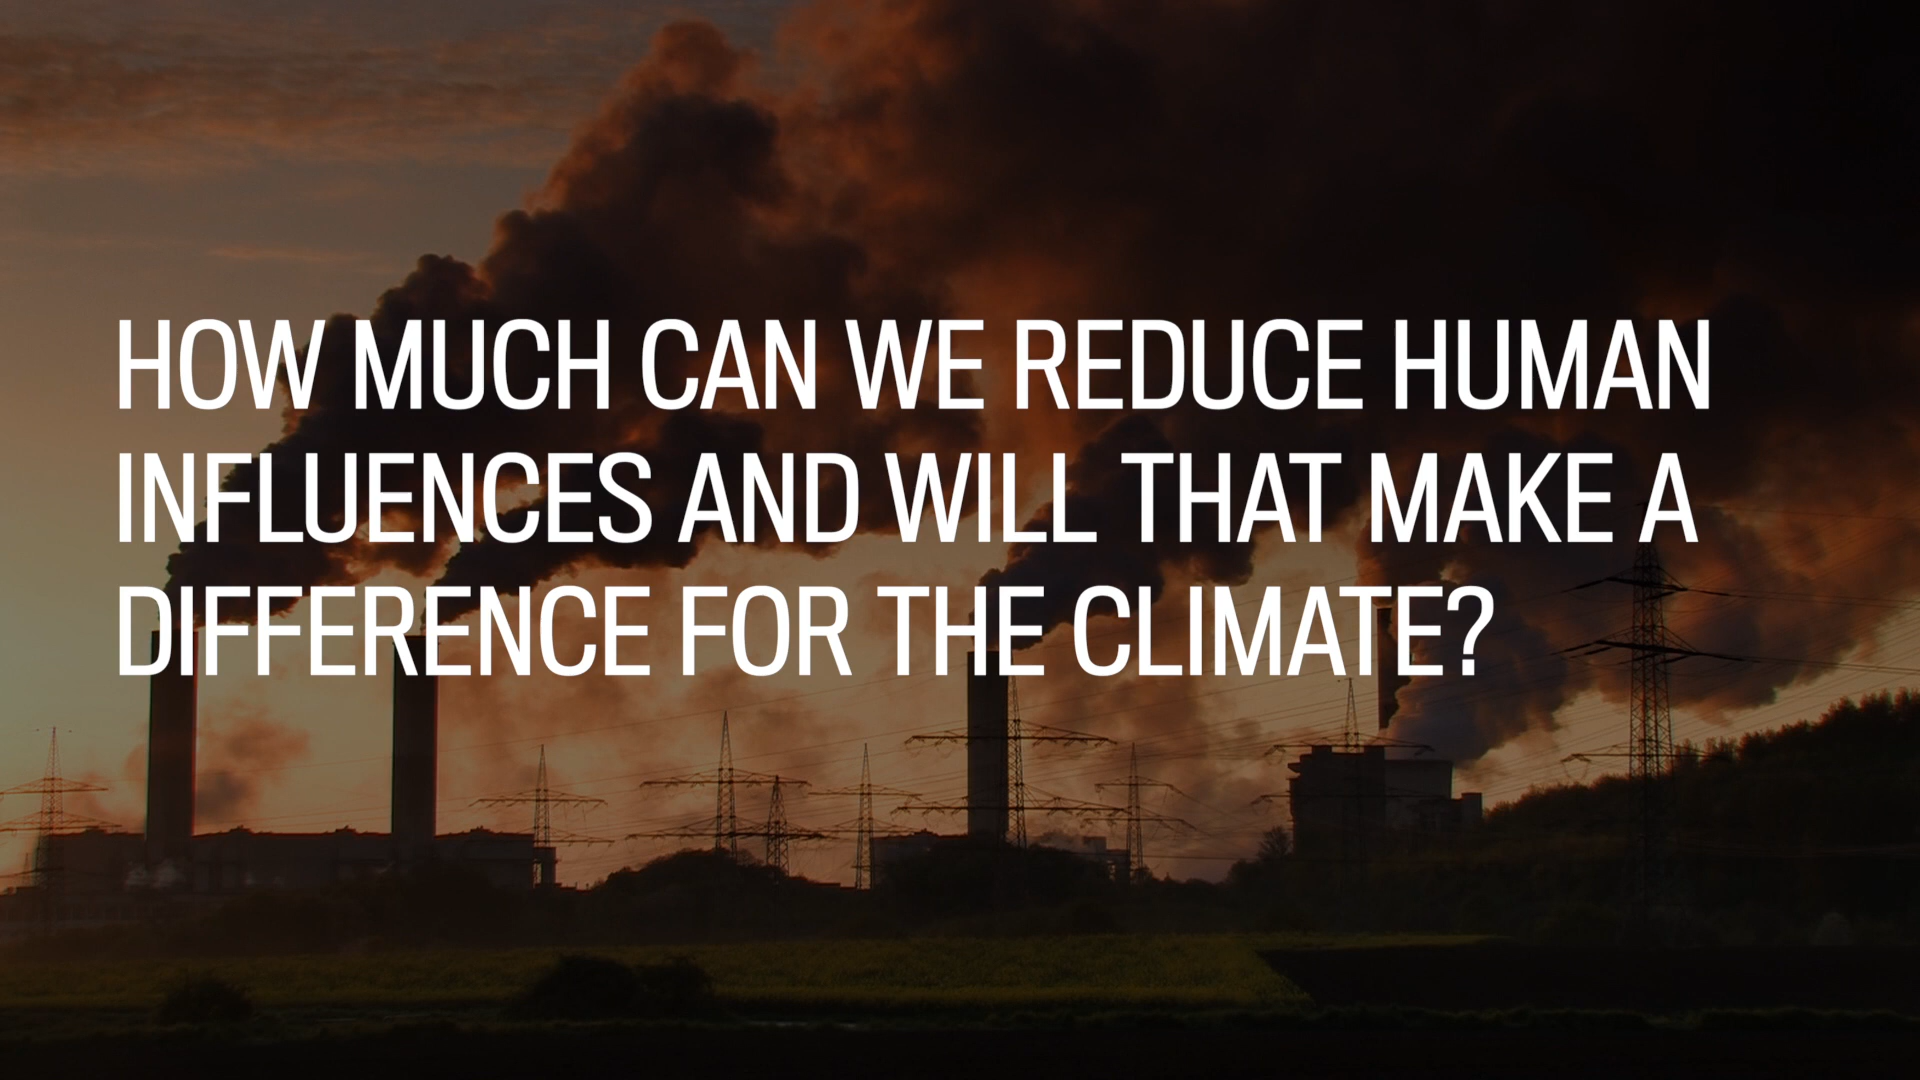 HOW MUCH CAN WE REDUCE HUMAN
INFLUENCES AND WILL THAT MAKE A
DIFFERENCE FOR THE CLIMATE?